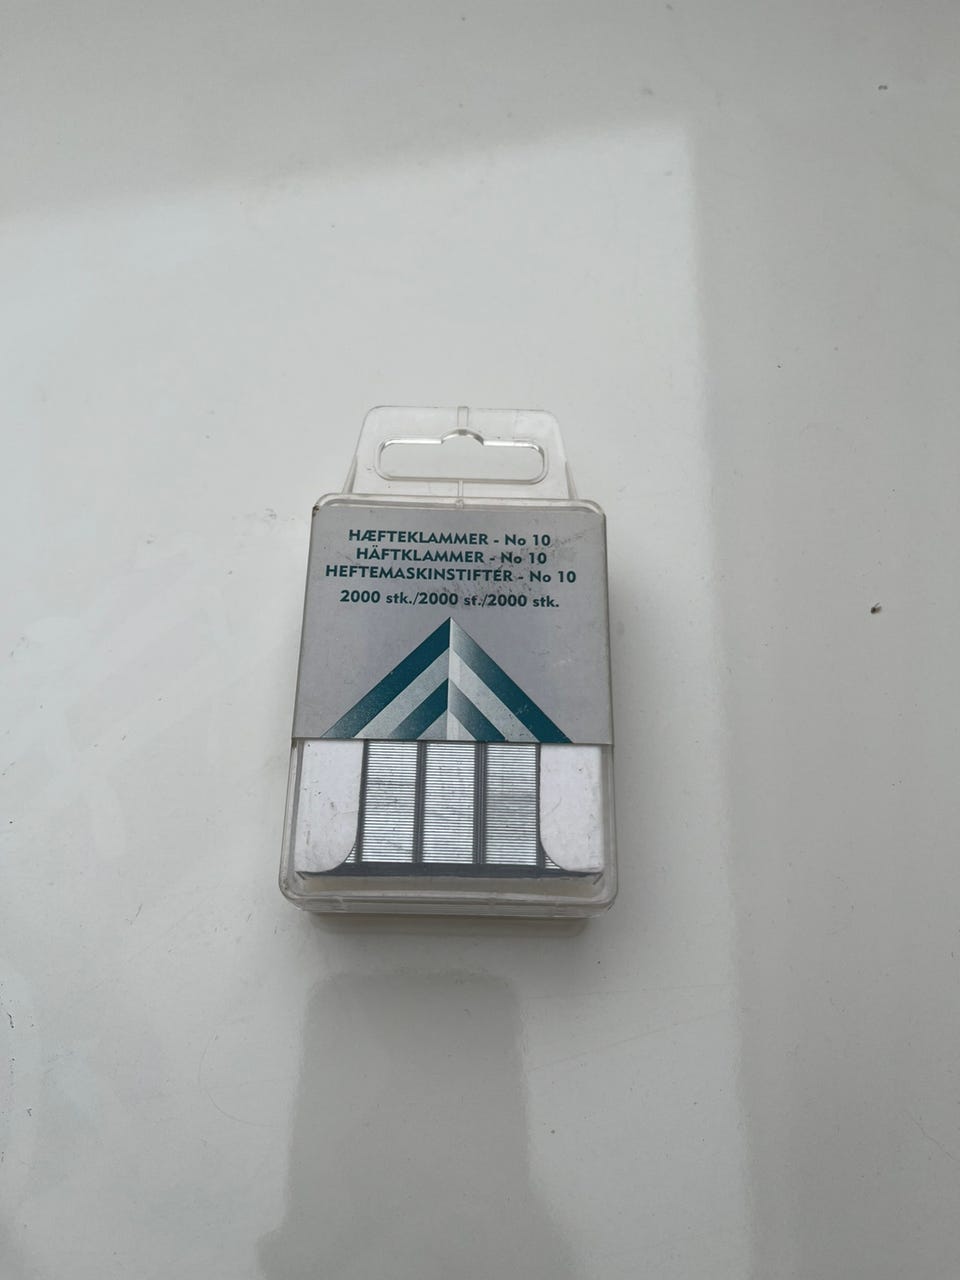 HÆFTEKLAMMER - No 10
HÄFTKLAMMER - No 10
HEFTEMASKINSTIFTER - No 10
2000 stk./2000 st./2000 stk.